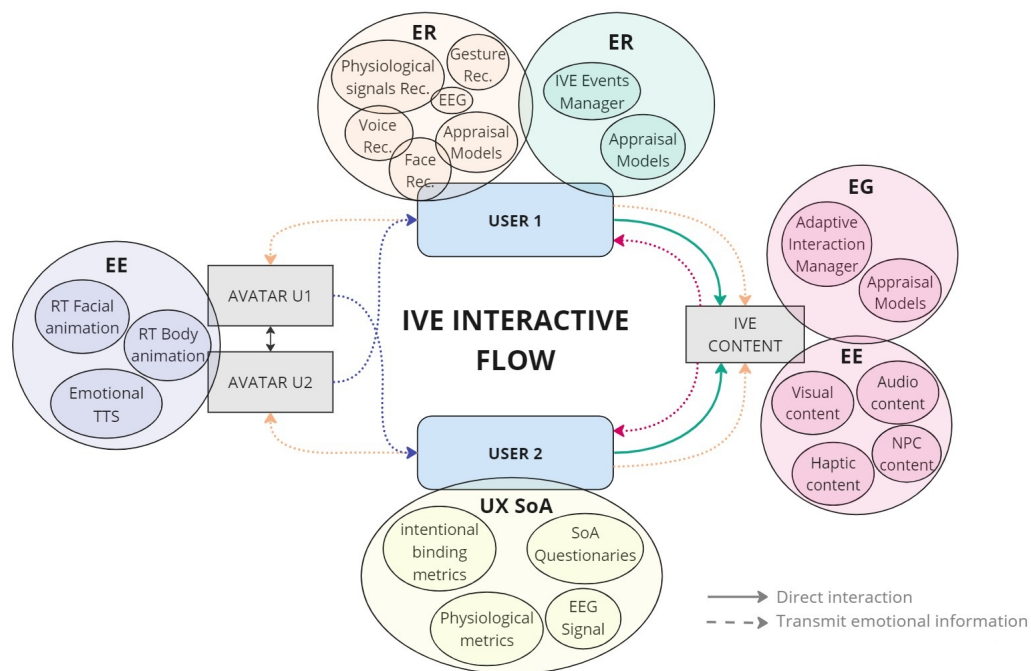 ER
Physiological
signals Rec.
Gesture
Rec.
EEG
Voice
Rec.
Appraisal
Models
Face
Rec.
ER
IVE Events
Manager
Appraisal
Models
USER 1
EG
Adaptive
Interaction
Manager
Appraisal
Models
EE
RT Facial
animation
RT Body
animation
Emotional
TTS
AVATAR U1
AVATAR U2
IVE INTERACTIVE
FLOW
IVE
CONTENT
EE
Visual
content
Audio
content
Haptic
content
NPC
content
USER 2
UX SoA
intentional
binding
metrics
SoA
Questionaries
Physiological
metrics
EEG
Signal
Direct interaction
Transmit emotional information